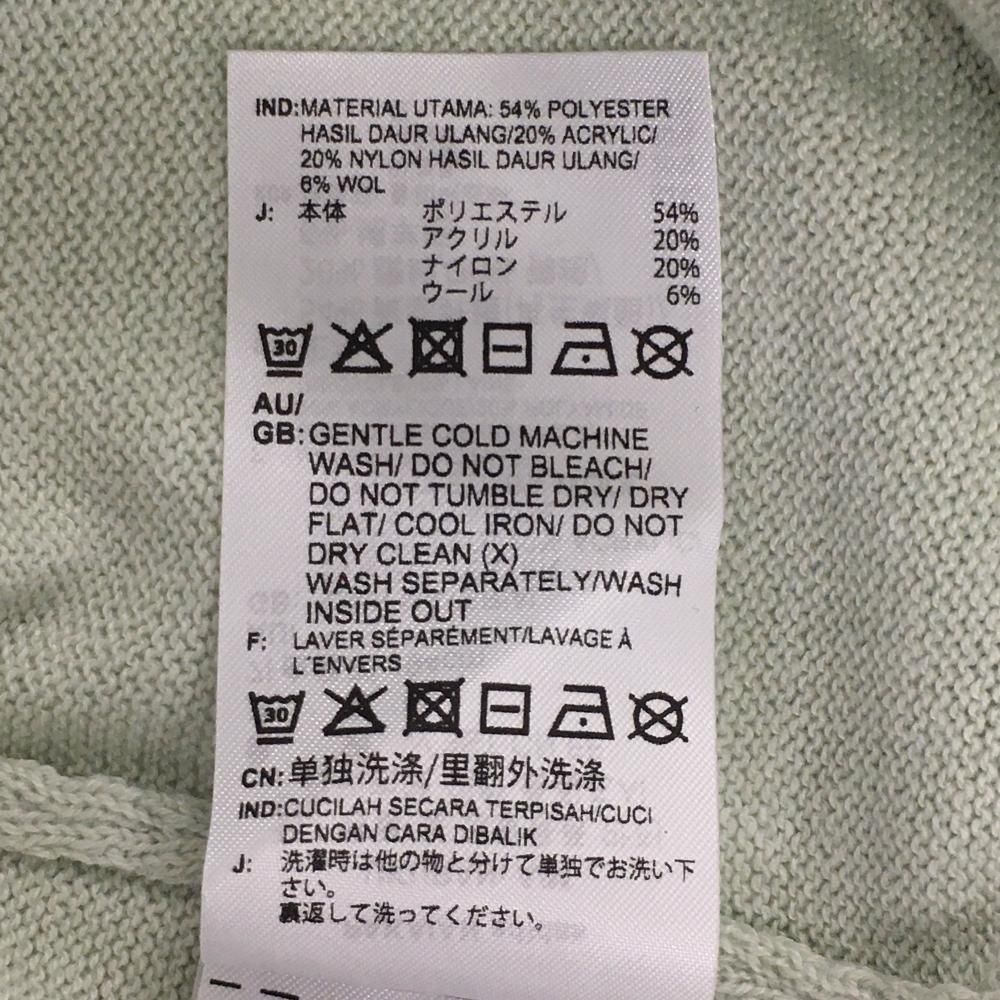 IND:MATERIAL UTAMA: 54% POLYESTER
HASIL DAUR ULANG/20% ACRYLIC/
20% NYLON HASIL DAUR ULANG/
6% WOL
J: 本体 ポリエステル 54%
アクリル 20%
ナイロン 20%
ウール 6%
30
AU/
GB: GENTLE COLD MACHINE
WASH/ DO NOT BLEACH/
DO NOT TUMBLE DRY/ DRY
FLAT/ COOL IRON/ DO NOT
DRY CLEAN (X)
WASH SEPARATELY/WASH
INSIDE OUT
F: LAVER SÉPARÉMENT/LAVAGE À
L´ENVERS
30
CN: 单独洗涤/里翻外洗涤
IND:CUCILAH SECARA TERPISAH/CUCI
DENGAN CARA DIBALIK
J: 洗濯時は他の物と分けて単独でお洗い下
さい。
裏返して洗ってください。